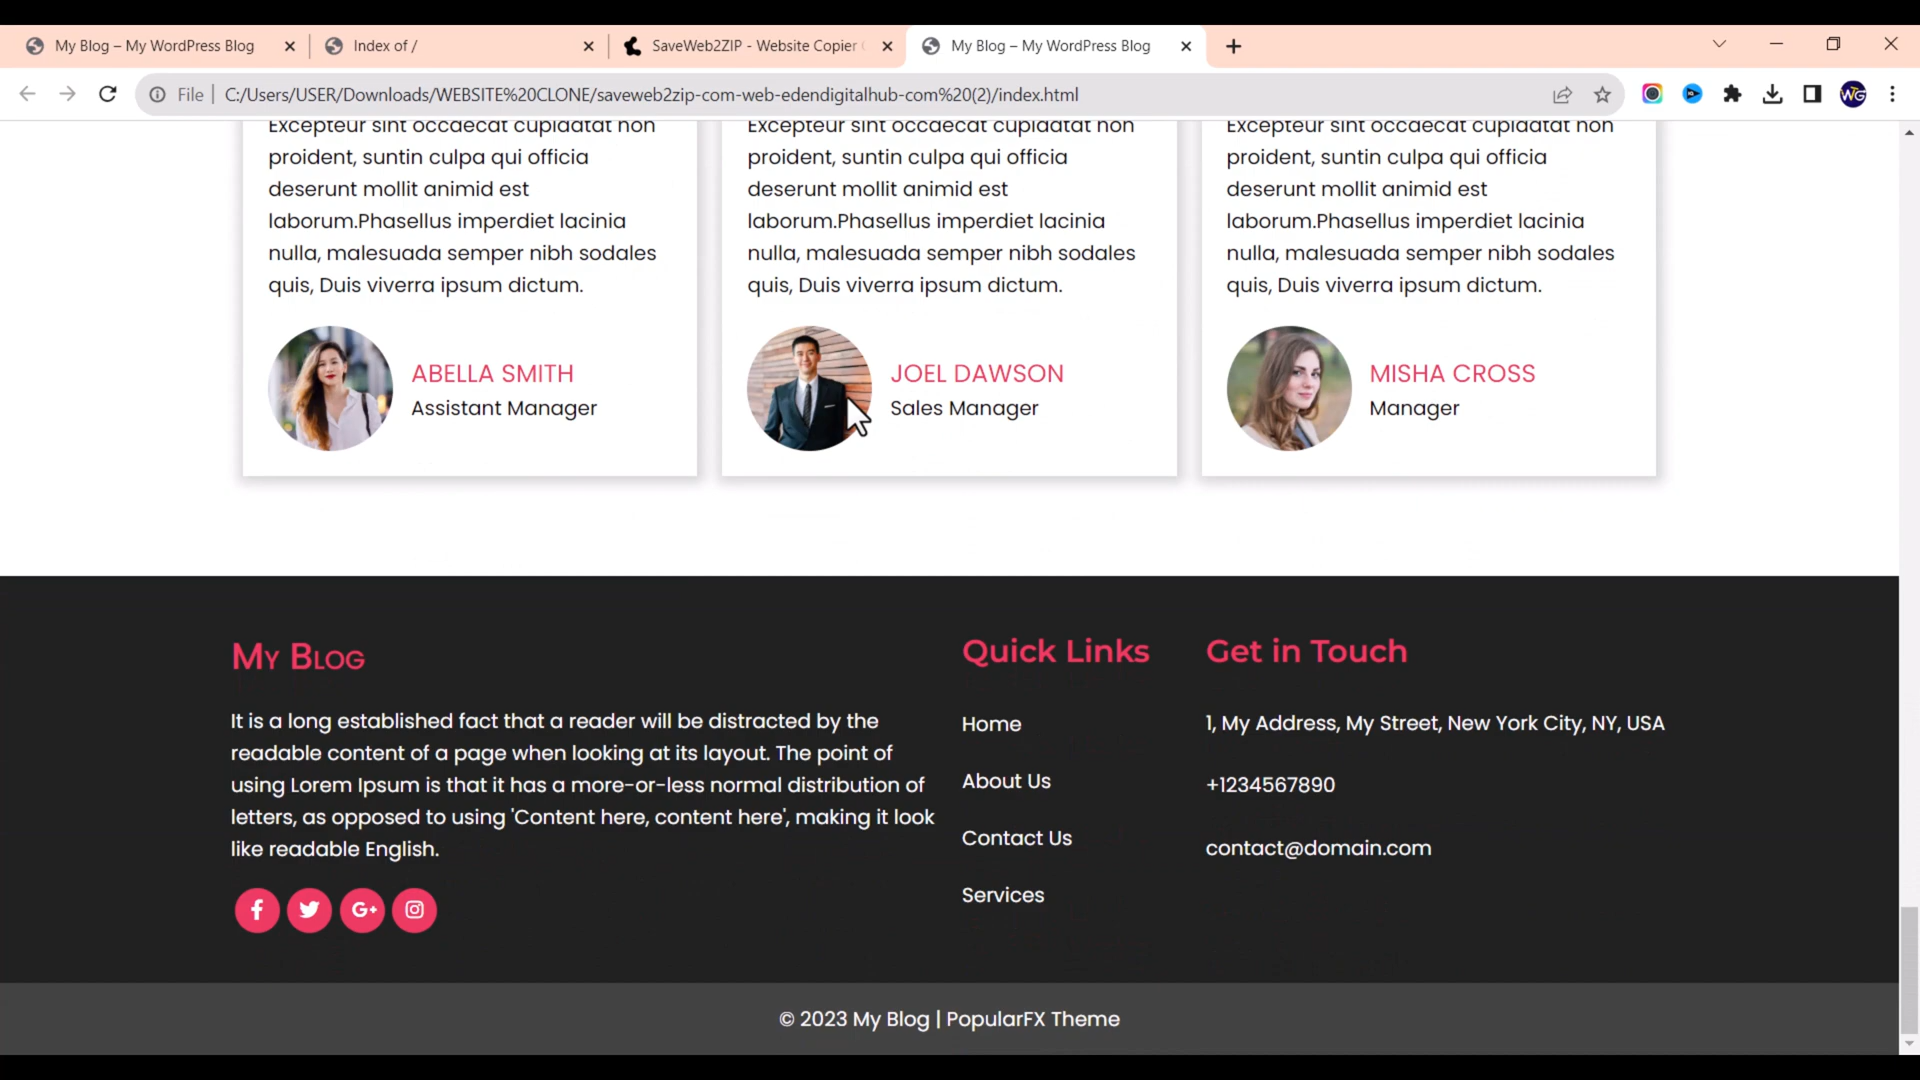 My Blog – My WordPress Blog
Index of /
SaveWeb2ZIP - Website Copier
My Blog – My WordPress Blog
File
C:/Users/USER/Downloads/WEBSITE%20CLONE/saveweb2zip-com-web-edendigitalhub-com%20(2)/index.html
WG
Excepteur sint occaecat cupidatat non
proident, suntin culpa qui officia
deserunt mollit animid est
laborum.Phasellus imperdiet lacinia
nulla, malesuada semper nibh sodales
quis, Duis viverra ipsum dictum.
ABELLA SMITH
Assistant Manager
Excepteur sint occaecat cupidatat non
proident, suntin culpa qui officia
deserunt mollit animid est
laborum.Phasellus imperdiet lacinia
nulla, malesuada semper nibh sodales
quis, Duis viverra ipsum dictum.
JOEL DAWSON
Sales Manager
Excepteur sint occaecat cupidatat non
proident, suntin culpa qui officia
deserunt mollit animid est
laborum.Phasellus imperdiet lacinia
nulla, malesuada semper nibh sodales
quis, Duis viverra ipsum dictum.
MISHA CROSS
Manager
My Blog
It is a long established fact that a reader will be distracted by the
readable content of a page when looking at its layout. The point of
using Lorem Ipsum is that it has a more-or-less normal distribution of
letters, as opposed to using 'Content here, content here', making it look
like readable English.
Quick Links
Home
About Us
Contact Us
Services
Get in Touch
1, My Address, My Street, New York City, NY, USA
+1234567890
contact@domain.com
© 2023 My Blog | PopularFX Theme